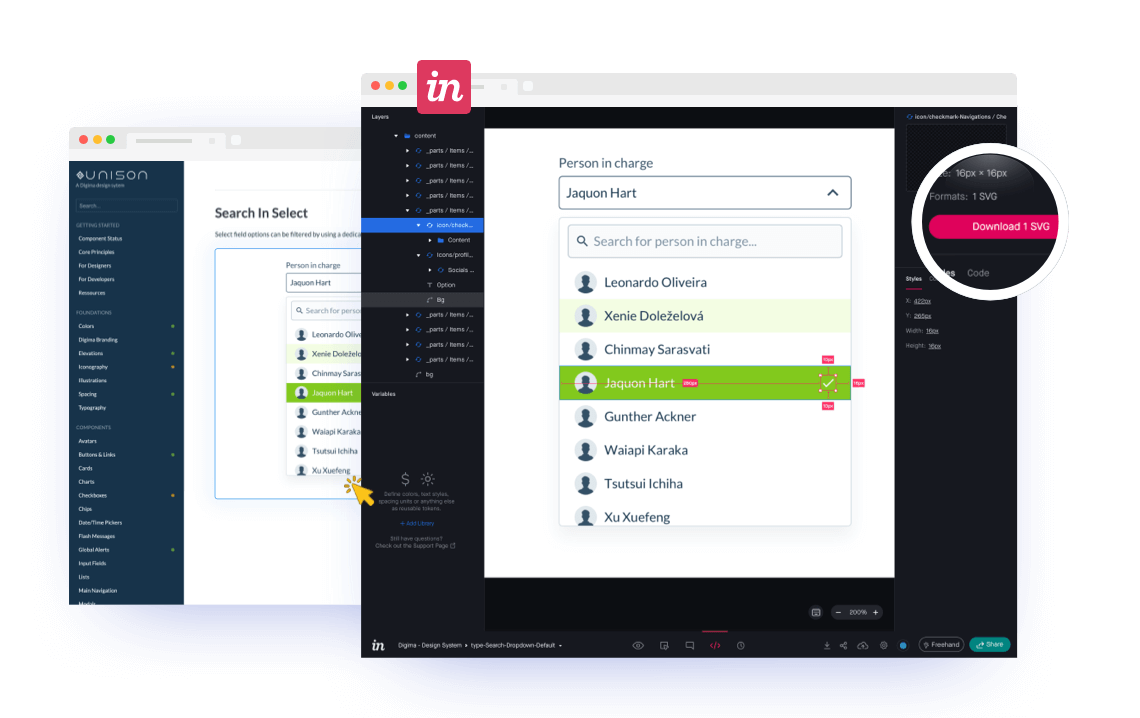 UNISON
A Digima design sytem
Search...
GETTING STARTED
Component Status
Core Principles
For Designers
For Developers
Ressources
FOUNDATIONS
Colors
Digima Branding
Elevations
Iconography
Illustrations
Spacing
Typography
COMPONENTS
Avatars
Buttons & Links
Cards
Charts
Checkboxes
Chips
Date/Time Pickers
Flash Messages
Global Alerts
Input Fields
Lists
Main Navigation
Modals
Search In Select
Select field options can be filtered by using a dedica
Person in charge
Jaquon Hart
Search for perso
Leonardo Olive
Xenie Doležel
Chinmay Saras
Jaquon Hart
Gunther Ackne
Waiapi Karaka
Tsutsui Ichiha
Xu Xuefeng
in
Layers
content
_parts / Items /...
_parts / Items /...
_parts / Items /...
_parts / Items /...
_parts / Items /...
icon/check...
Content
Icons/profil...
Socials ...
Option
Bg
_parts / Items /...
_parts / Items /...
_parts / Items /...
_parts / Items /...
bg
Variables
Define colors, text styles,
spacing units or anything else
as reusable tokens.
+ Add Library
Still have questions?
Check out the Support Page
Person in charge
Jaquon Hart
Search for person in charge...
Leonardo Oliveira
Xenie Doleželová
Chinmay Sarasvati
10px
Jaquon Hart
16px
10px
Gunther Ackner
Waiapi Karaka
Tsutsui Ichiha
Xu Xuefeng
200%
icon/checkmark-Navigations / Che
16px × 16px
Formats: 1 SVG
Download 1 SVG
Code
Styles
X: 422px
Y: 265px
Width: 16px
Height: 16px
in
Digima - Design System
type-Search-Dropdown-Default
Freehand
Share